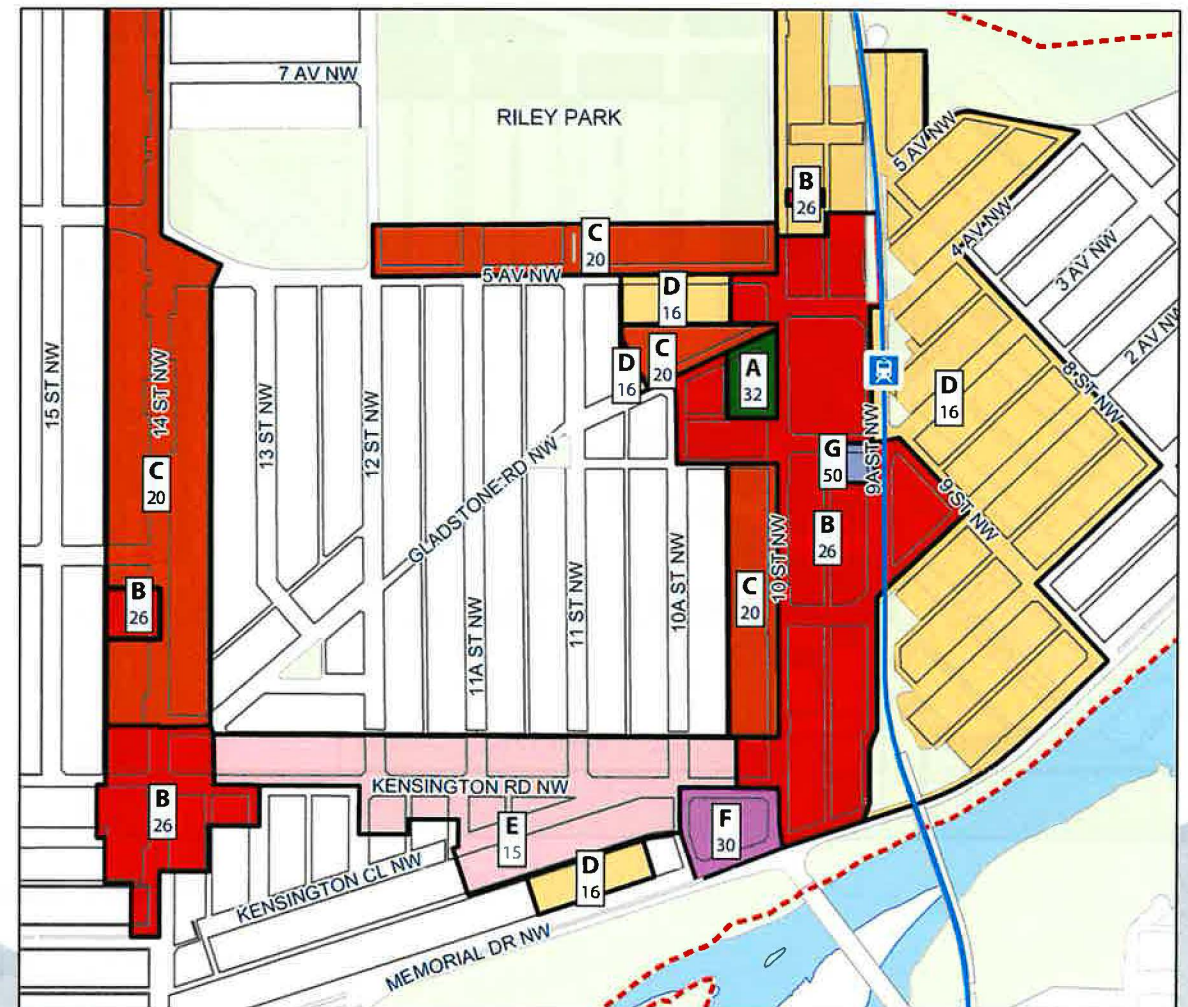 7 AV NW
RILEY PARK
5 AV NW
B
26
4 AV NW
C
20
3 AV NW
5 AV NW
D
16
2 AV NW
15 ST NW
14 ST NW
13 ST NW
12 ST NW
D
16
C
20
A
32
8 ST NW
D
16
9A ST NW
G
50
C
20
GLADSTONE RD NW
9 ST NW
B
26
10 ST NW
B
26
11A ST NW
11 ST NW
10A ST NW
C
20
KENSINGTON RD NW
B
26
E
15
F
30
D
16
KENSINGTON CL NW
MEMORIAL DR NW